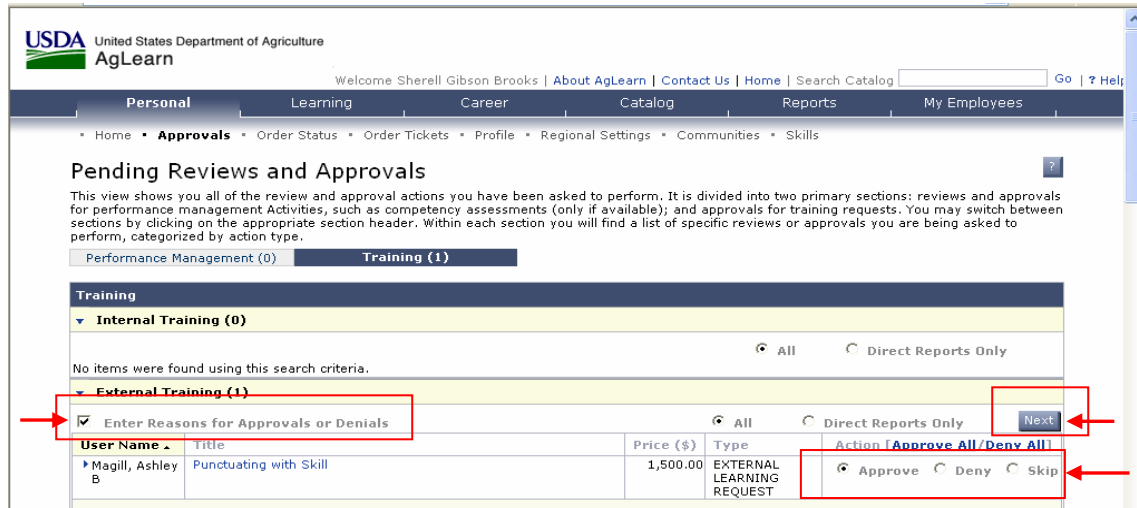 USDA United States Department of Agriculture
AgLearn
Welcome Sherell Gibson Brooks | About AgLearn | Contact Us | Home | Search Catalog Go | ? Help
Personal Learning Career Catalog Reports My Employees
▪ Home ▪ Approvals ▪ Order Status ▪ Order Tickets ▪ Profile ▪ Regional Settings ▪ Communities ▪ Skills
Pending Reviews and Approvals ?
This view shows you all of the review and approval actions you have been asked to perform. It is divided into two primary sections: reviews and approvals
for performance management Activities, such as competency assessments (only if available); and approvals for training requests. You may switch between
sections by clicking on the appropriate section header. Within each section you will find a list of specific reviews or approvals you are being asked to
perform, categorized by action type.
Performance Management (0) Training (1)
Training
Internal Training (0)
All Direct Reports Only
No items were found using this search criteria.
External Training (1)
Enter Reasons for Approvals or Denials All Direct Reports Only Next
User Name Title Price ($) Type Action [Approve All/Deny All]
Magill, Ashley Punctuating with Skill 1,500.00 EXTERNAL Approve Deny Skip
B LEARNING
REQUEST